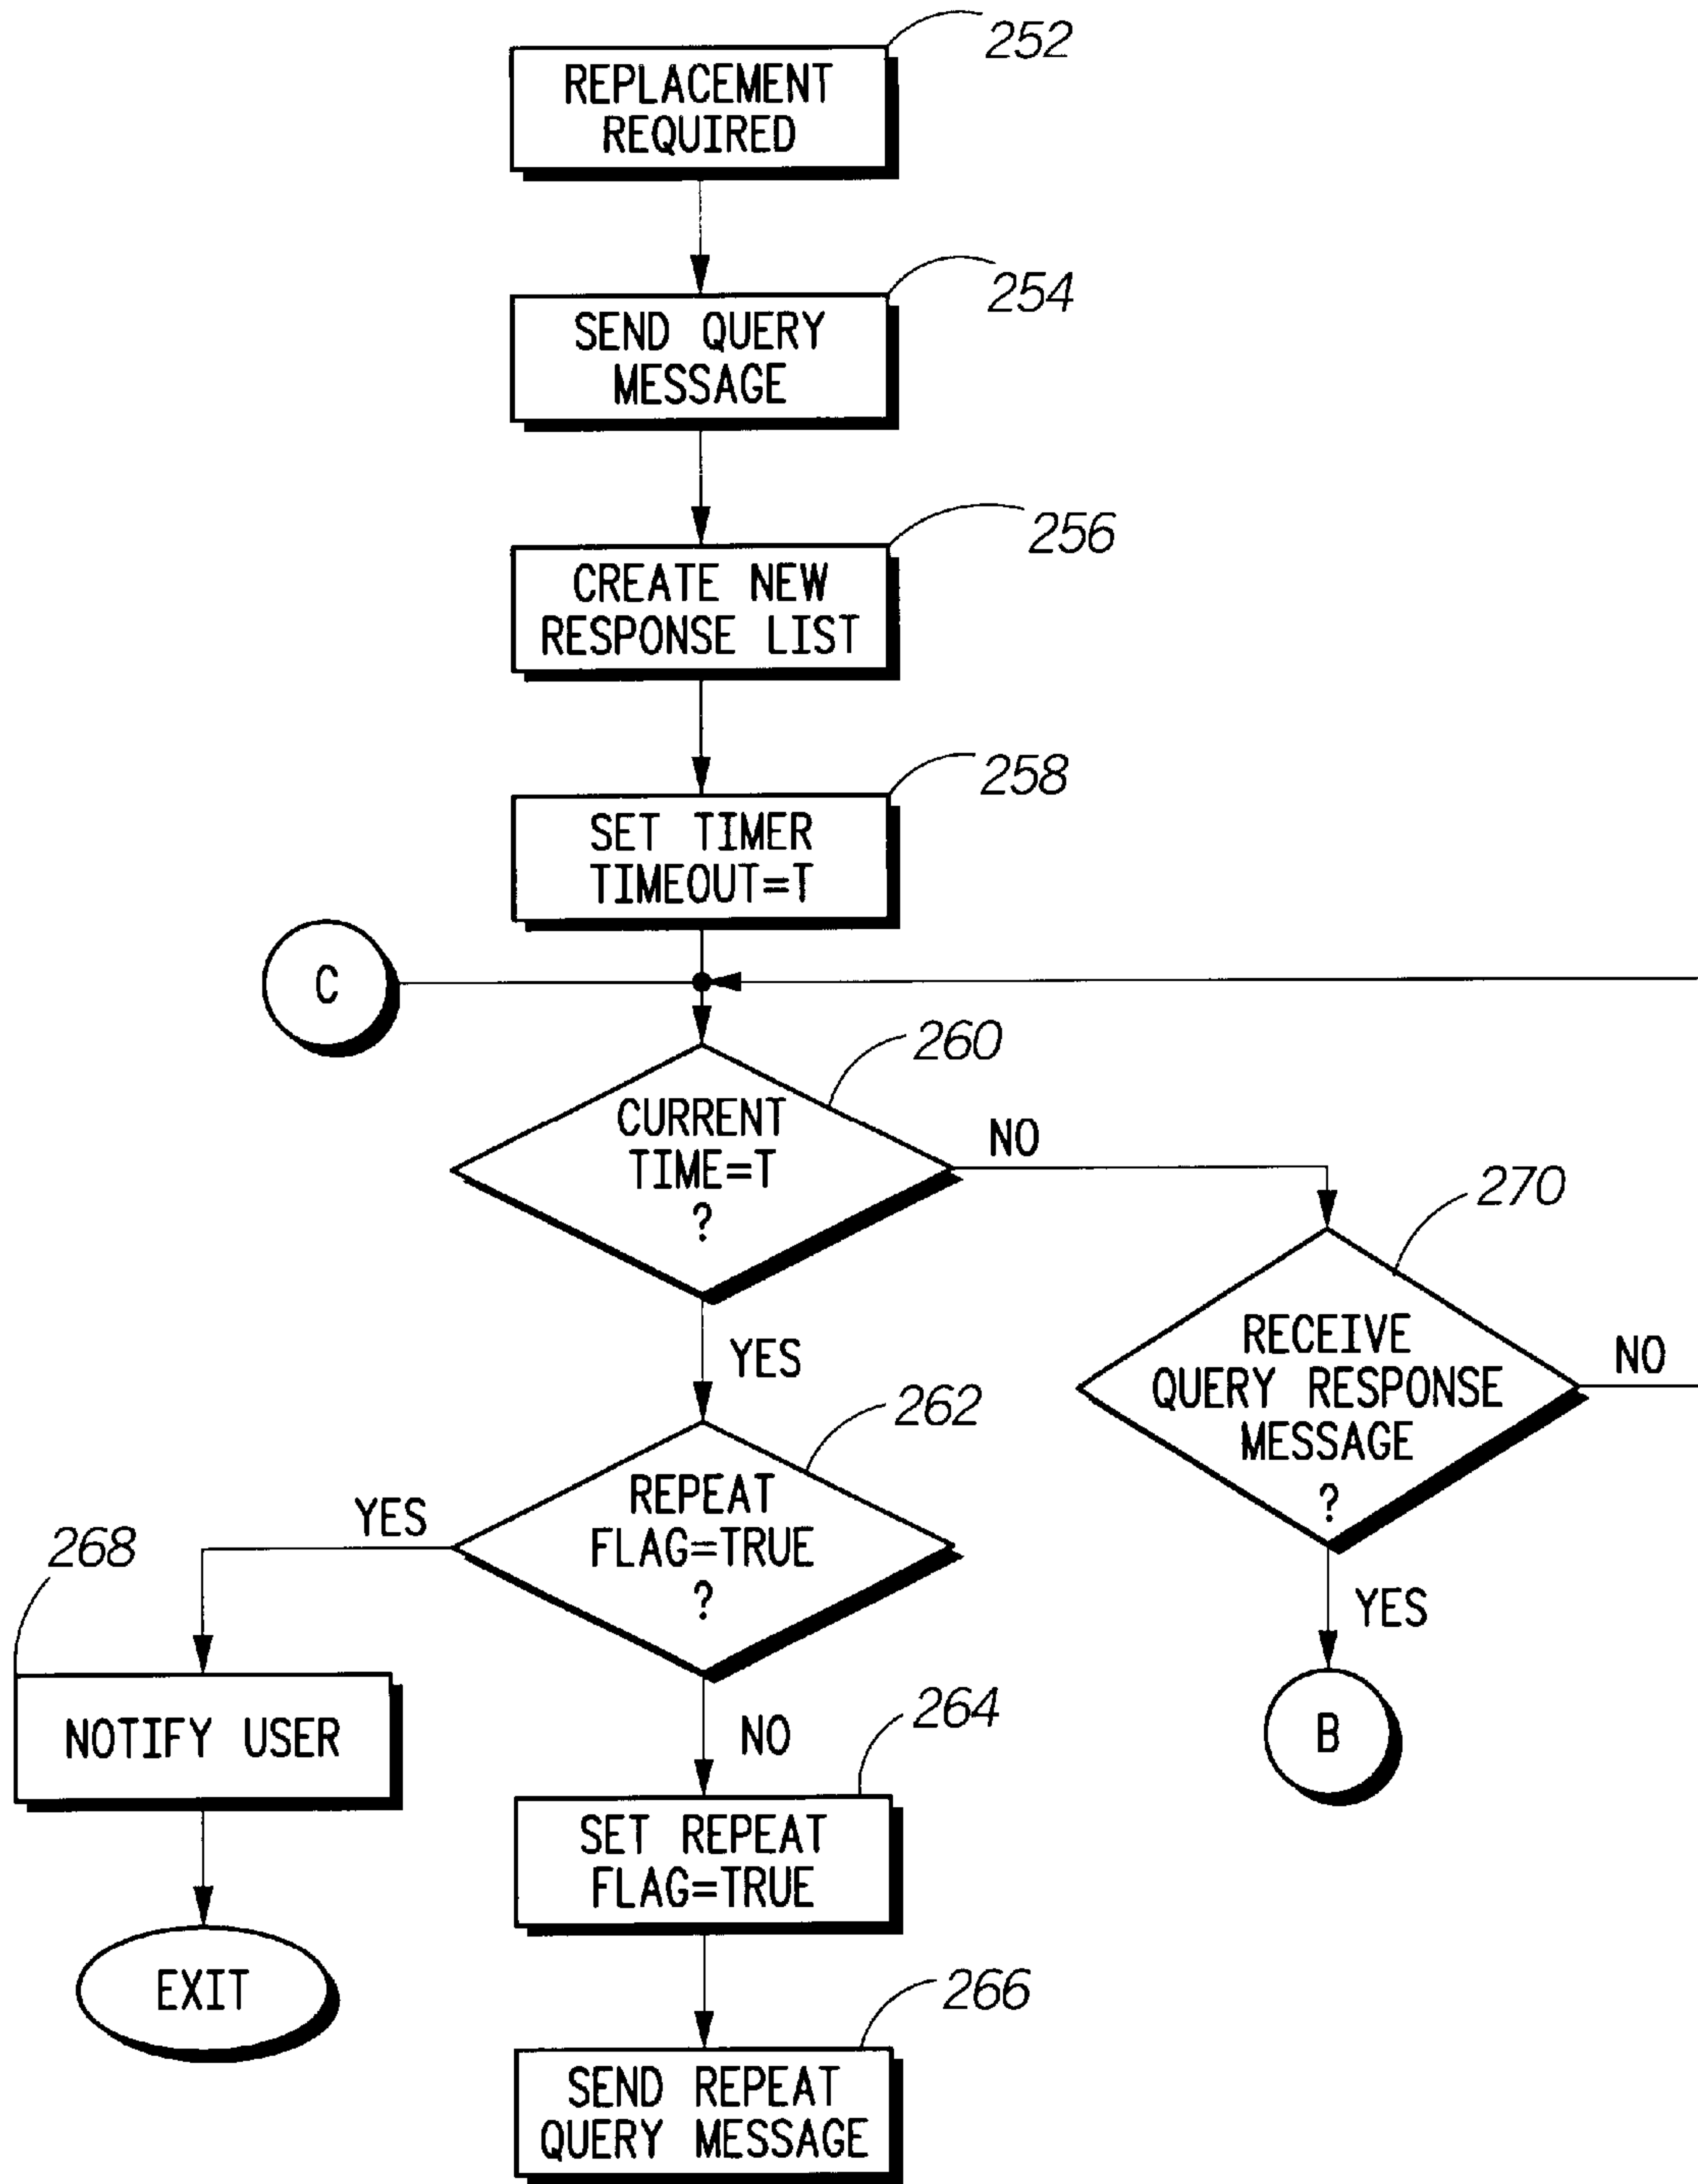 252
REPLACEMENT
REQUIRED
254
SEND QUERY
MESSAGE
256
CREATE NEW
RESPONSE LIST
258
SET TIMER
TIMEOUT=T
C
260
CURRENT
TIME=T
?
NO
270
RECEIVE
QUERY RESPONSE
MESSAGE
?
NO
YES
B
YES
262
REPEAT
FLAG=TRUE
?
YES
268
NOTIFY USER
EXIT
NO
264
SET REPEAT
FLAG=TRUE
266
SEND REPEAT
QUERY MESSAGE